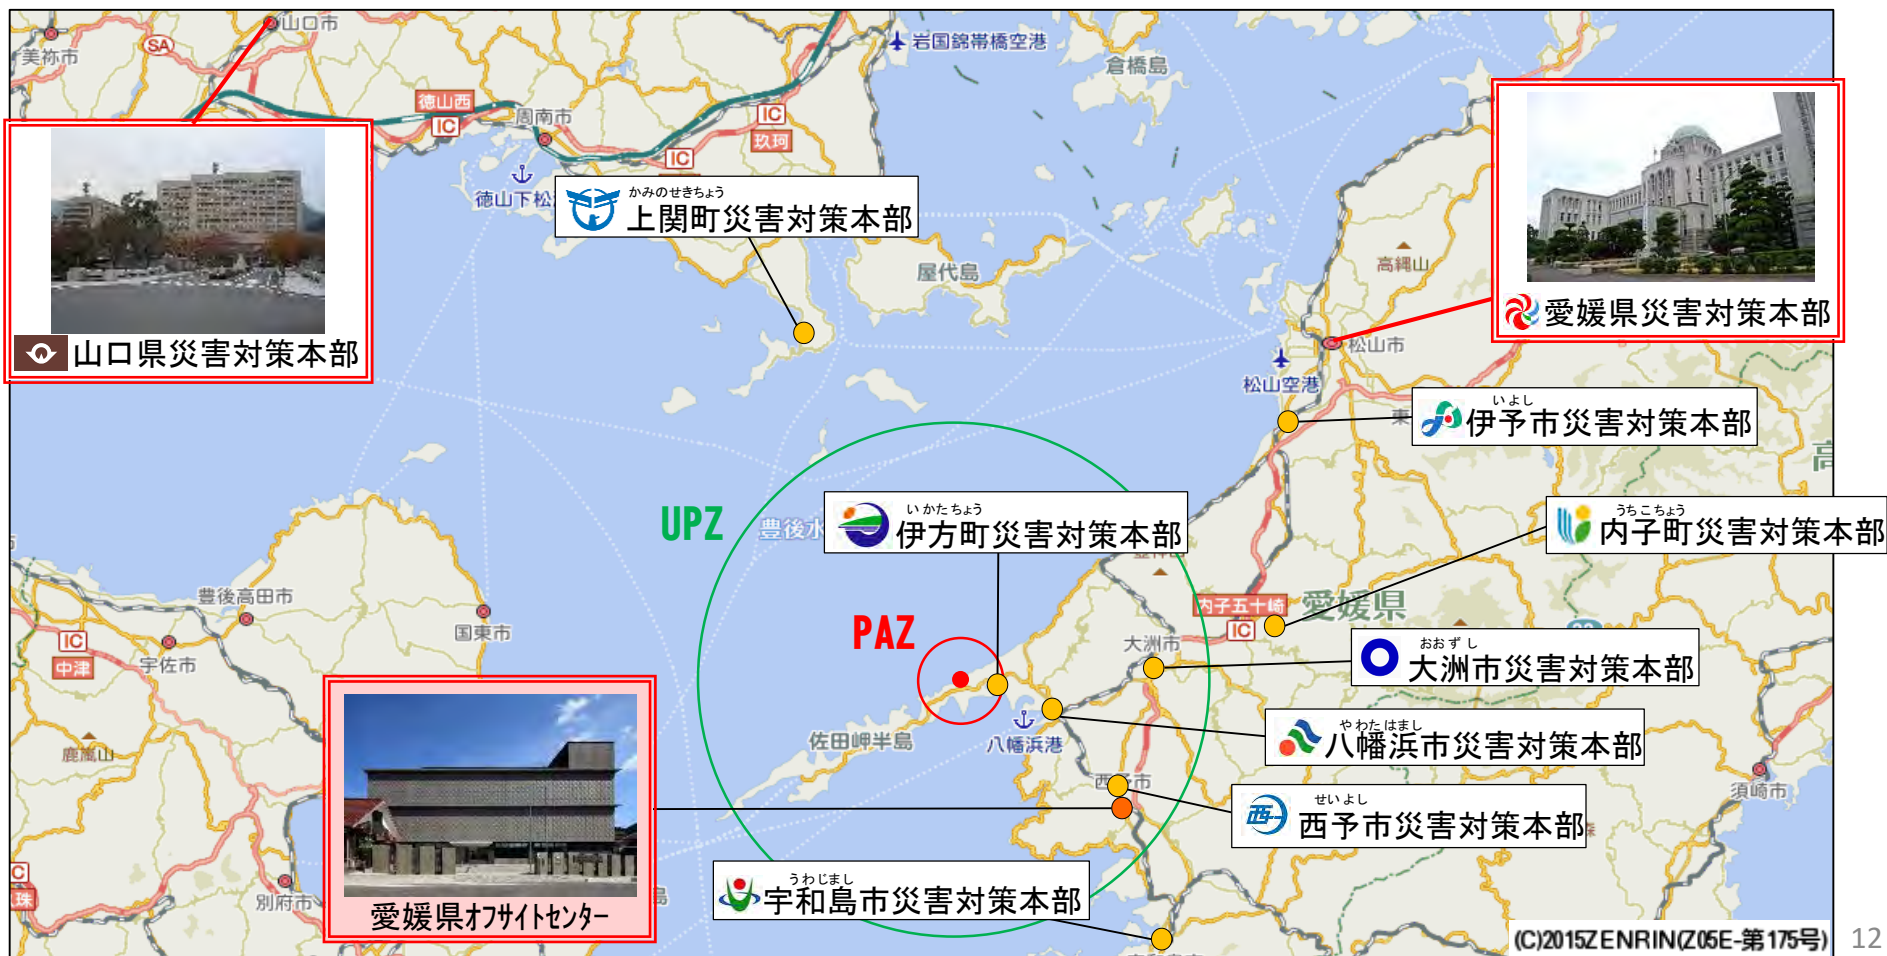 山口市
美祢市
SA
岩国錦帯橋空港
倉橋島
徳山西
IC
周南市
IC
玖珂
IC
徳山下松
かみのせきちょう
上関町災害対策本部
山口県災害対策本部
屋代島
高縄山
愛媛県災害対策本部
松山市
松山空港
いよし
伊予市災害対策本部
東
高
UPZ
豊後水
いかたちょう
伊方町災害対策本部
うちこちょう
内子町災害対策本部
豊後高田市
国東市
IC
中津
宇佐市
内子五十崎
IC
愛媛県
PAZ
大洲市
おおずし
大洲市災害対策本部
鹿嵐山
佐田岬半島
八幡浜港
やわたはまし
八幡浜市災害対策本部
西予市
須崎市
せいよし
西予市災害対策本部
別府市
愛媛県オフサイトセンター
島
うわじまし
宇和島市災害対策本部
(C)2015ZENRIN(Z05E-第175号)
12